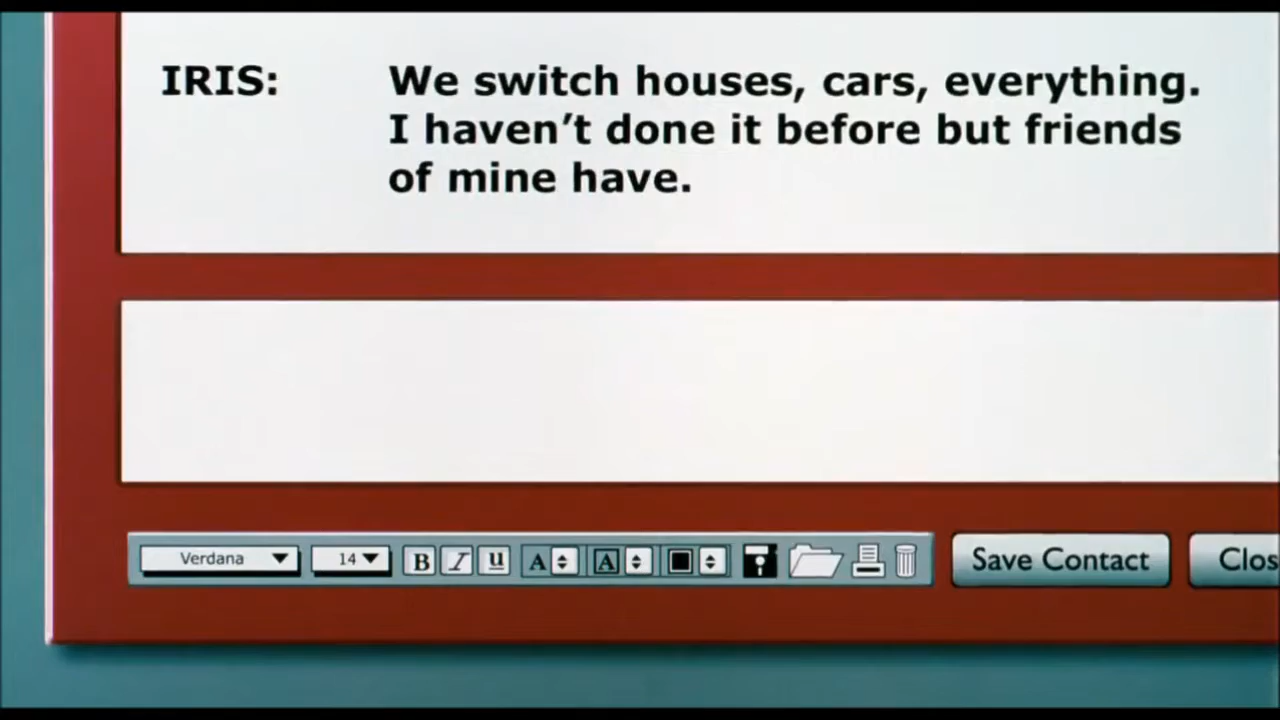 IRIS: We switch houses, cars, everything.
I haven't done it before but friends
of mine have.
Verdana 14 B I U A A
Save Contact Clos